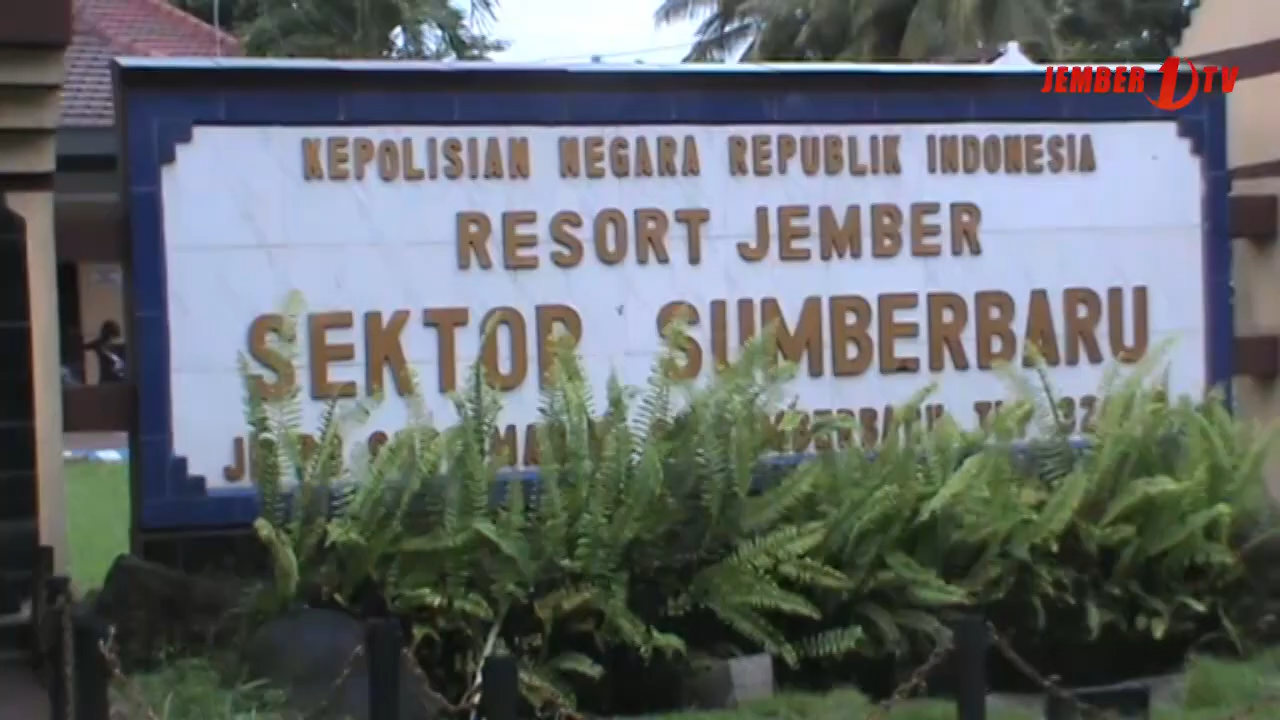 JEMBER 1 TV
KEPOLISIAN NEGARA REPUBLIK INDONESIA
RESORT JEMBER
SEKTOR SUMBERBARU